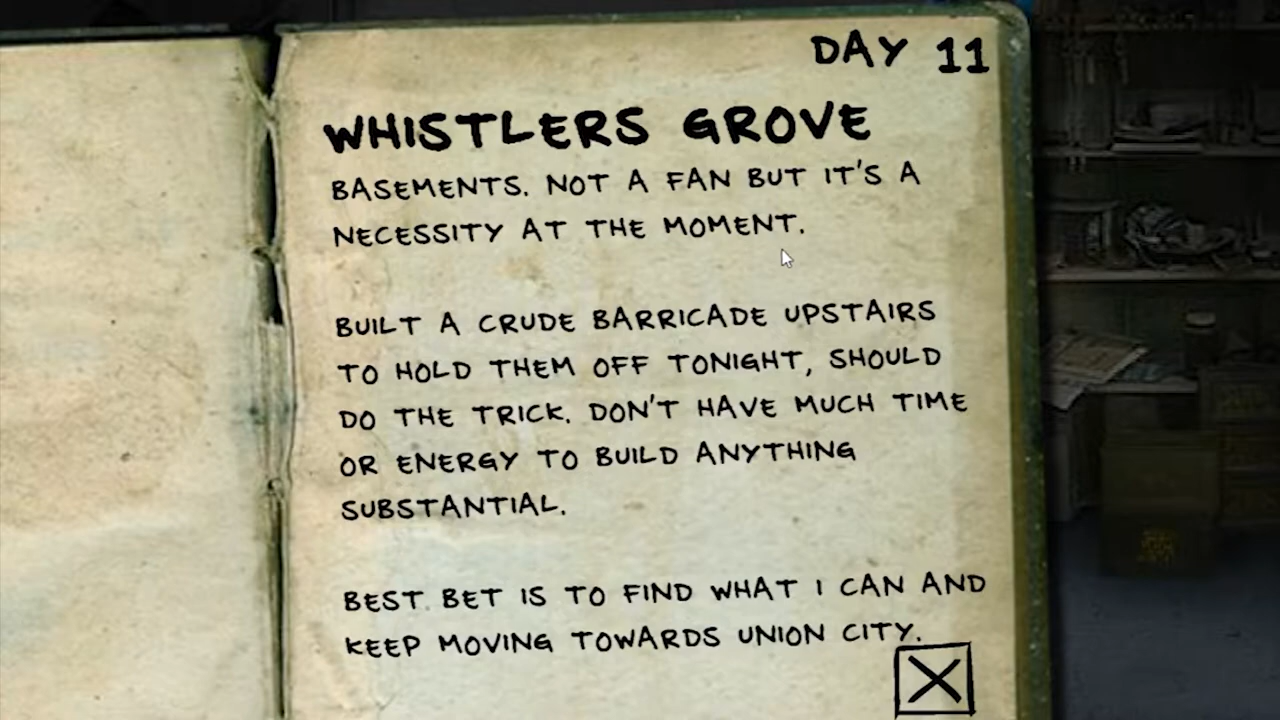 DAY 11
WHISTLERS GROVE
BASEMENTS. NOT A FAN BUT IT'S A
NECESSITY AT THE MOMENT.
BUILT A CRUDE BARRICADE UPSTAIRS
TO HOLD THEM OFF TONIGHT, SHOULD
DO THE TRICK. DON'T HAVE MUCH TIME
OR ENERGY TO BUILD ANYTHING
SUBSTANTIAL.
BEST BET IS TO FIND WHAT I CAN AND
KEEP MOVING TOWARDS UNION CITY.